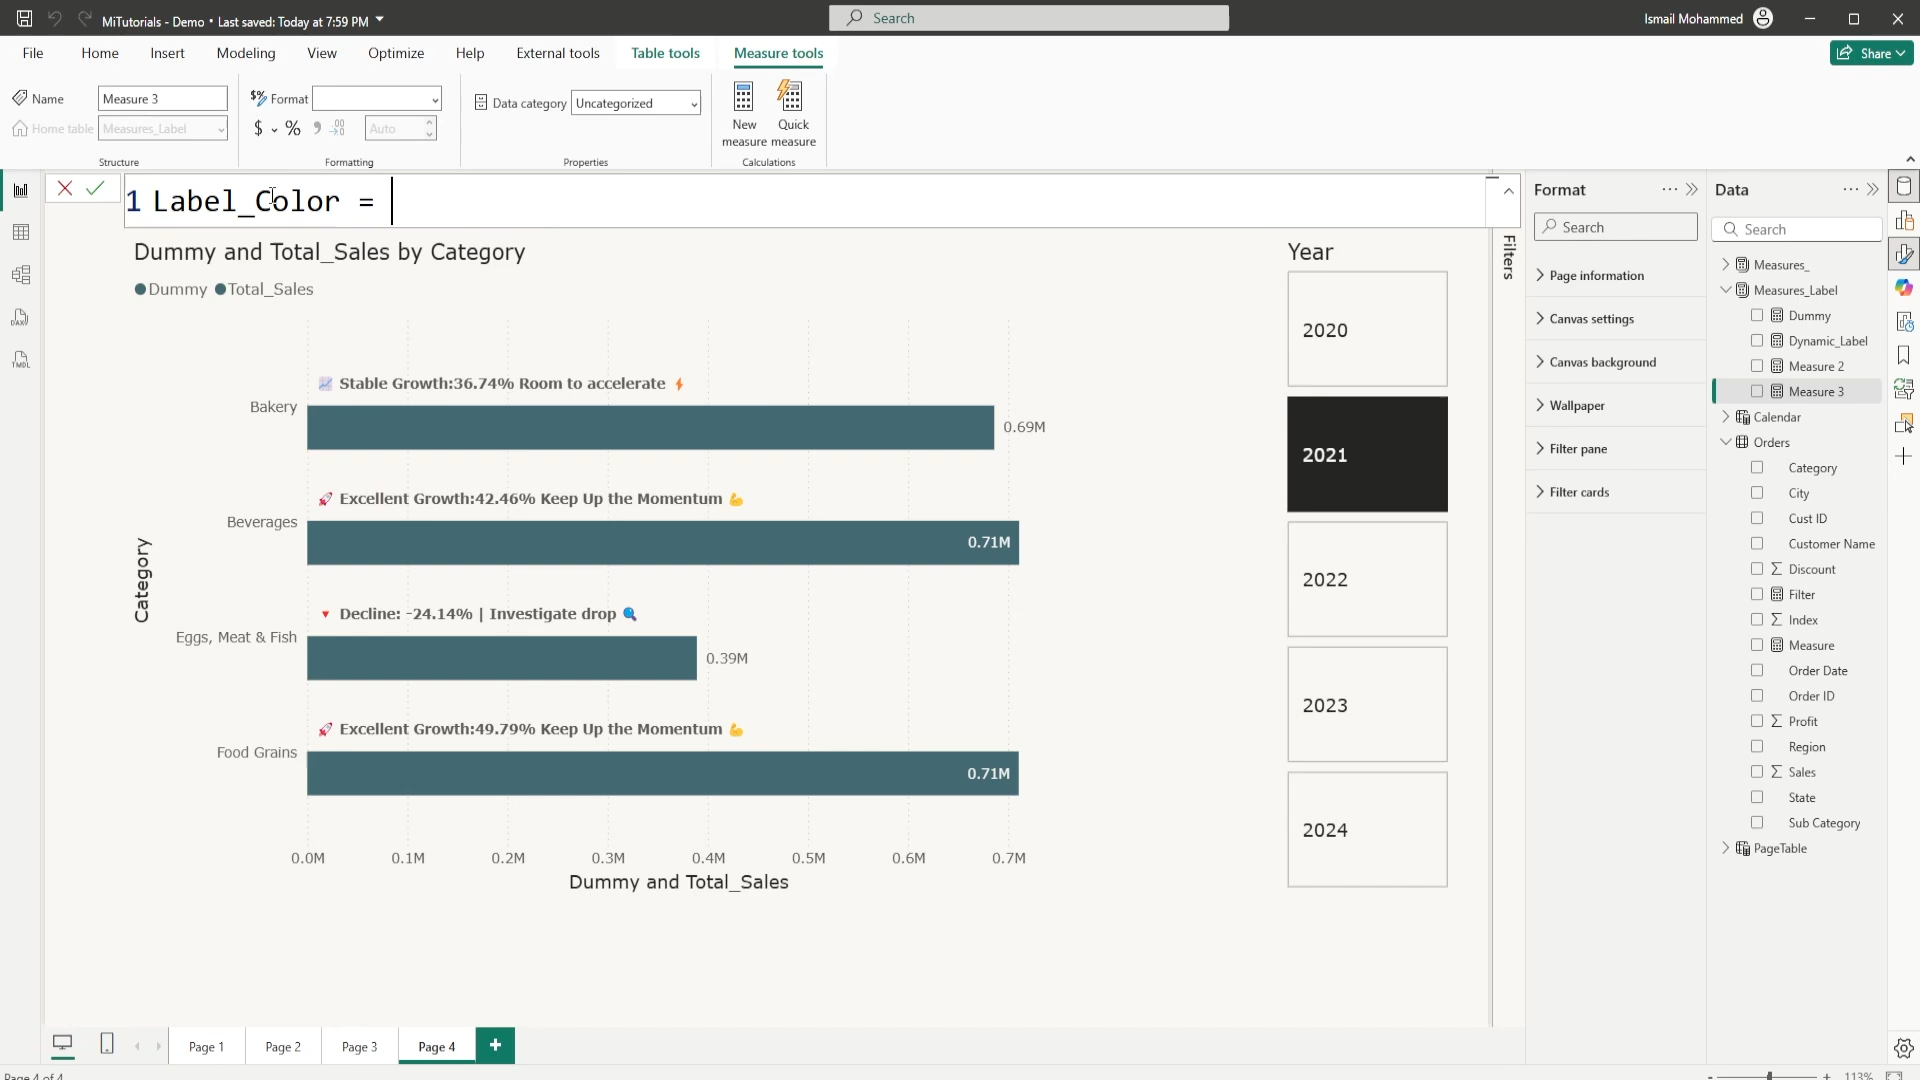 MiTutorials - Demo • Last saved: Today at 7:59 PM
Search
Ismail Mohammed
File
Home
Insert
Modeling
View
Optimize
Help
External tools
Table tools
Measure tools
Share
Name
Measure 3
Home table
Measures_Label
Structure
Format
$
%
Auto
Formatting
Data category
Uncategorized
Properties
New measure
Quick measure
Calculations
1 Label_Color =
Dummy and Total_Sales by Category
Dummy Total_Sales
Category
📈 Stable Growth:36.74% Room to accelerate ⚡
Bakery
0.69M
🚀 Excellent Growth:42.46% Keep Up the Momentum 💪
Beverages
0.71M
🔻 Decline: -24.14% | Investigate drop 🔍
Eggs, Meat & Fish
0.39M
🚀 Excellent Growth:49.79% Keep Up the Momentum 💪
Food Grains
0.71M
0.0M 0.1M 0.2M 0.3M 0.4M 0.5M 0.6M 0.7M
Dummy and Total_Sales
Year
2020
2021
2022
2023
2024
Filters
Format
Search
Page information
Canvas settings
Canvas background
Wallpaper
Filter pane
Filter cards
Data
Search
Measures_
Measures_Label
Dummy
Dynamic_Label
Measure 2
Measure 3
Calendar
Orders
Category
City
Cust ID
Customer Name
Discount
Filter
Index
Measure
Order Date
Order ID
Profit
Region
Sales
State
Sub Category
PageTable
DAX
TMDL
Page 1
Page 2
Page 3
Page 4
Page 4 of 4
113%